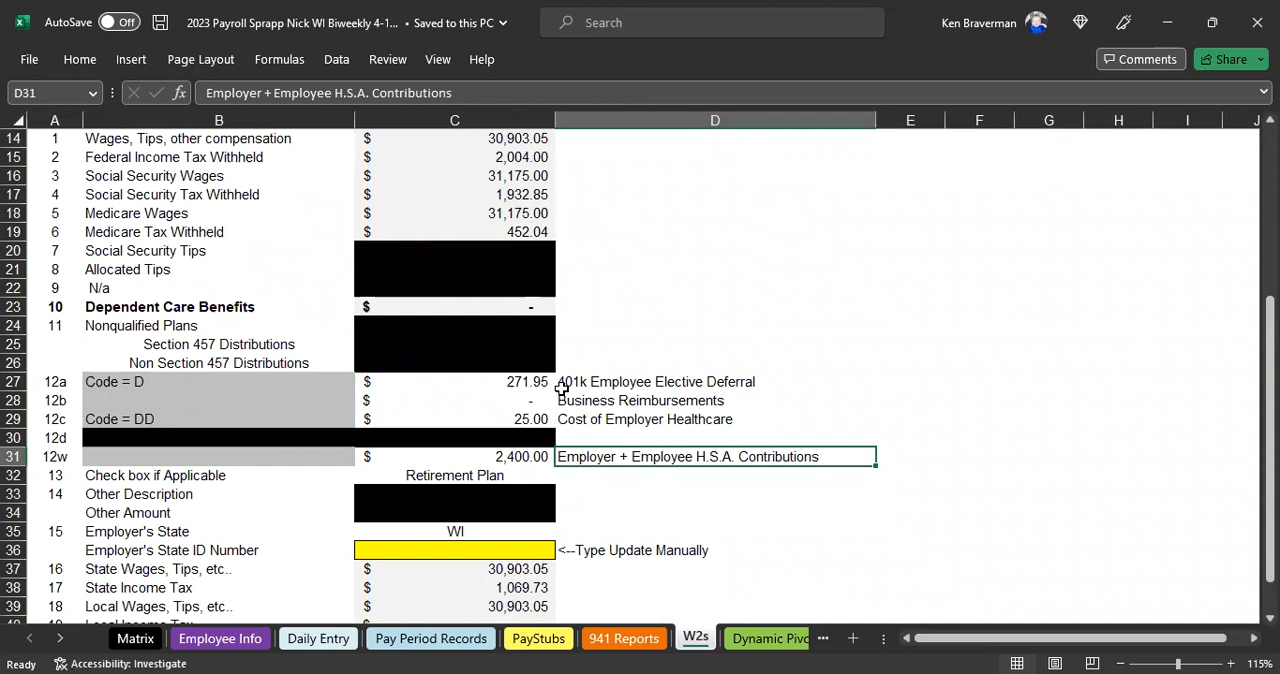 AutoSave Off 2023 Payroll Sprapp Nick WI Biweekly 4-1... • Saved to this PC Search Ken Braverman
File Home Insert Page Layout Formulas Data Review View Help Comments Share
D31 fx Employer + Employee H.S.A. Contributions
A B C D E F G H I J
14 1 Wages, Tips, other compensation $ 30,903.05
15 2 Federal Income Tax Withheld $ 2,004.00
16 3 Social Security Wages $ 31,175.00
17 4 Social Security Tax Withheld $ 1,932.85
18 5 Medicare Wages $ 31,175.00
19 6 Medicare Tax Withheld $ 452.04
20 7 Social Security Tips
21 8 Allocated Tips
22 9 N/a
23 10 Dependent Care Benefits $ -
24 11 Nonqualified Plans
25 Section 457 Distributions
26 Non Section 457 Distributions
27 12a Code = D $ 271.95 401k Employee Elective Deferral
28 12b $ - Business Reimbursements
29 12c Code = DD $ 25.00 Cost of Employer Healthcare
30 12d
31 12w $ 2,400.00 Employer + Employee H.S.A. Contributions
32 13 Check box if Applicable Retirement Plan
33 14 Other Description
34 Other Amount
35 15 Employer's State WI
36 Employer's State ID Number <--Type Update Manually
37 16 State Wages, Tips, etc.. $ 30,903.05
38 17 State Income Tax $ 1,069.73
39 18 Local Wages, Tips, etc.. $ 30,903.05
Matrix Employee Info Daily Entry Pay Period Records PayStubs 941 Reports W2s Dynamic Pivo ...
Ready Accessibility: Investigate 115%